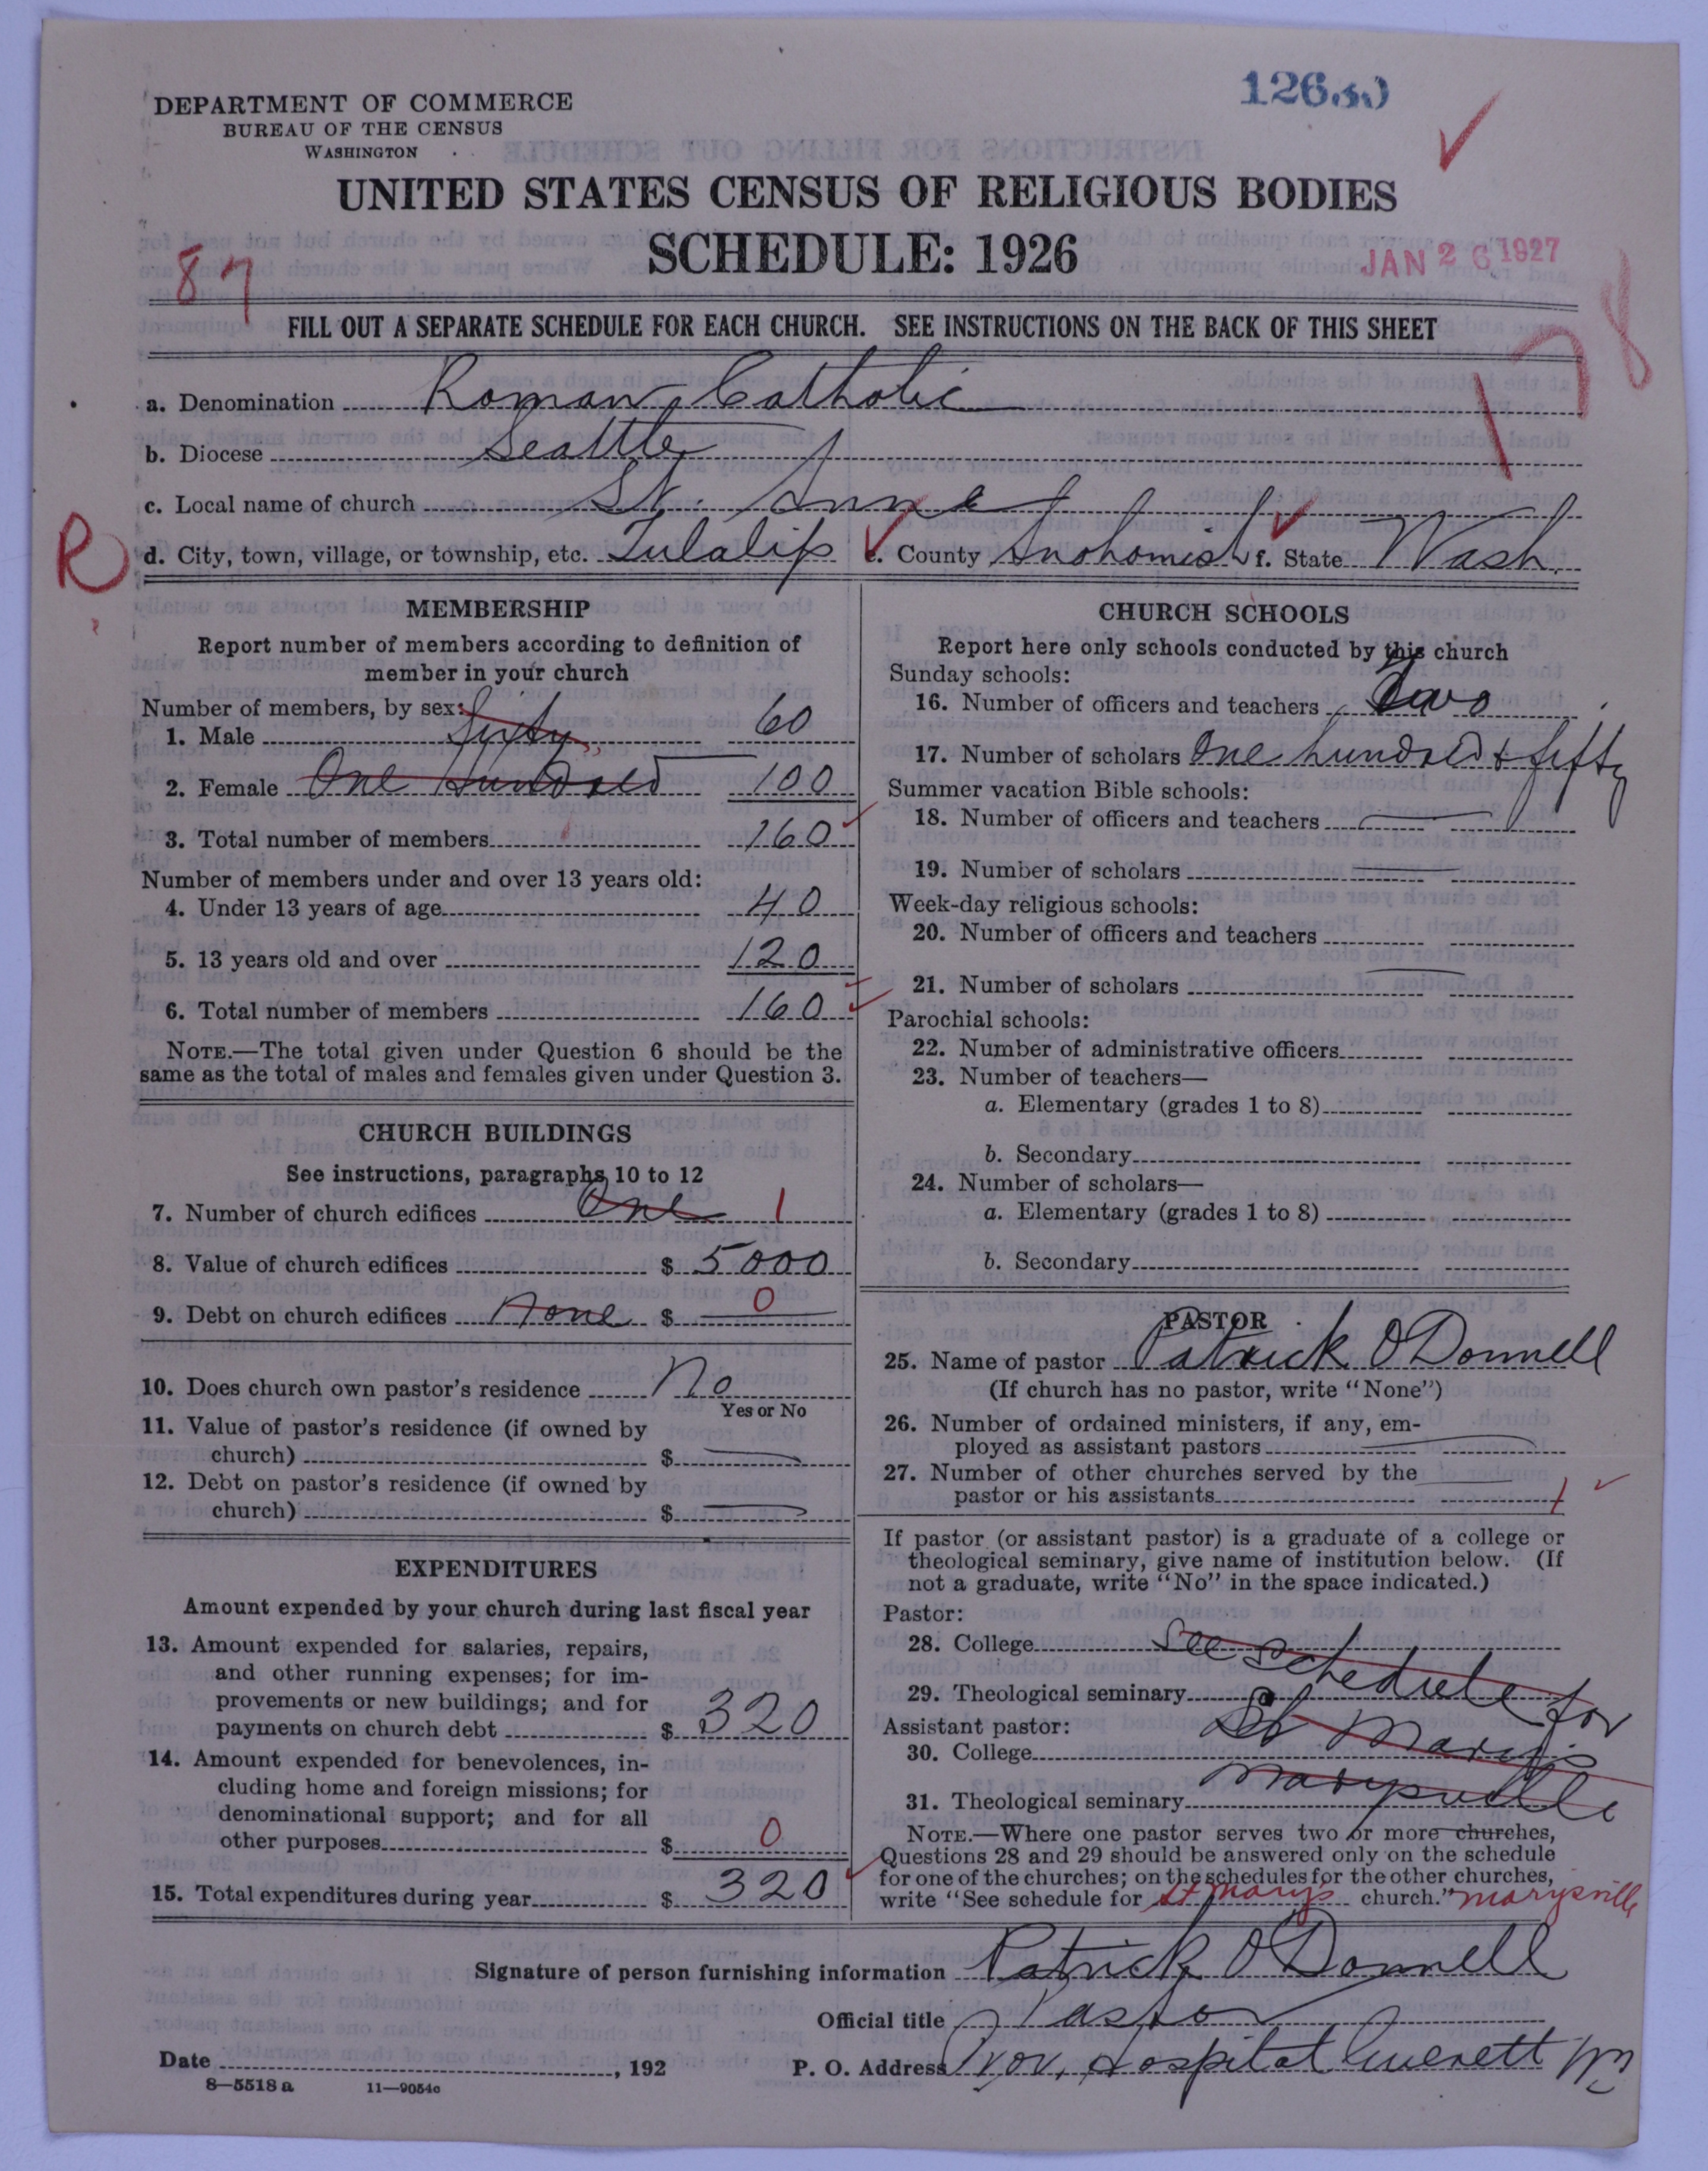 DEPARTMENT OF COMMERCE
BUREAU OF THE CENSUS
WASHINGTON
UNITED STATES CENSUS OF RELIGIOUS BODIES
SCHEDULE: 1926
87
JAN 26 1927
178
FILL OUT A SEPARATE SCHEDULE FOR EACH CHURCH. SEE INSTRUCTIONS ON THE BACK OF THIS SHEET
a. Denomination Roman Catholic
b. Diocese Seattle
c. Local name of church St. Anne
R
d. City, town, village, or township, etc. Tulalip e. County Snohomish f. State Wash.
MEMBERSHIP
Report number of members according to definition of
member in your church
Number of members, by sex:
1. Male Sixty 60
2. Female One Hundred 100
3. Total number of members 160
Number of members under and over 13 years old:
4. Under 13 years of age 40
5. 13 years old and over 120
6. Total number of members 160
NOTE.—The total given under Question 6 should be the
same as the total of males and females given under Question 3.
CHURCH BUILDINGS
See instructions, paragraphs 10 to 12
7. Number of church edifices One 1
8. Value of church edifices $ 5000
9. Debt on church edifices None $ 0
10. Does church own pastor's residence No
Yes or No
11. Value of pastor's residence (if owned by
church) $
12. Debt on pastor's residence (if owned by
church) $
EXPENDITURES
Amount expended by your church during last fiscal year
13. Amount expended for salaries, repairs,
and other running expenses; for im-
provements or new buildings; and for
payments on church debt $ 320
14. Amount expended for benevolences, in-
cluding home and foreign missions; for
denominational support; and for all
other purposes $ 0
15. Total expenditures during year $ 320
CHURCH SCHOOLS
Report here only schools conducted by this church
Sunday schools:
16. Number of officers and teachers Two
17. Number of scholars One hundred & fifty
Summer vacation Bible schools:
18. Number of officers and teachers
19. Number of scholars
Week-day religious schools:
20. Number of officers and teachers
21. Number of scholars
Parochial schools:
22. Number of administrative officers
23. Number of teachers—
a. Elementary (grades 1 to 8)
b. Secondary
24. Number of scholars—
a. Elementary (grades 1 to 8)
b. Secondary
PASTOR
25. Name of pastor Patrick O'Donnell
(If church has no pastor, write "None")
26. Number of ordained ministers, if any, em-
ployed as assistant pastors
27. Number of other churches served by the
pastor or his assistants 1
If pastor (or assistant pastor) is a graduate of a college or
theological seminary, give name of institution below. (If
not a graduate, write "No" in the space indicated.)
Pastor:
28. College See schedule for
29. Theological seminary
Assistant pastor: St Mary's
30. College
Marysville
31. Theological seminary
NOTE.—Where one pastor serves two or more churches,
Questions 28 and 29 should be answered only on the schedule
for one of the churches; on the schedules for the other churches,
write "See schedule for St Marys church." Marysville
Signature of person furnishing information Patrick O'Donnell
Official title Pastor
Date , 192 P. O. Address Prov. Hospital Everett Wn
8—5518 a 11—9054c